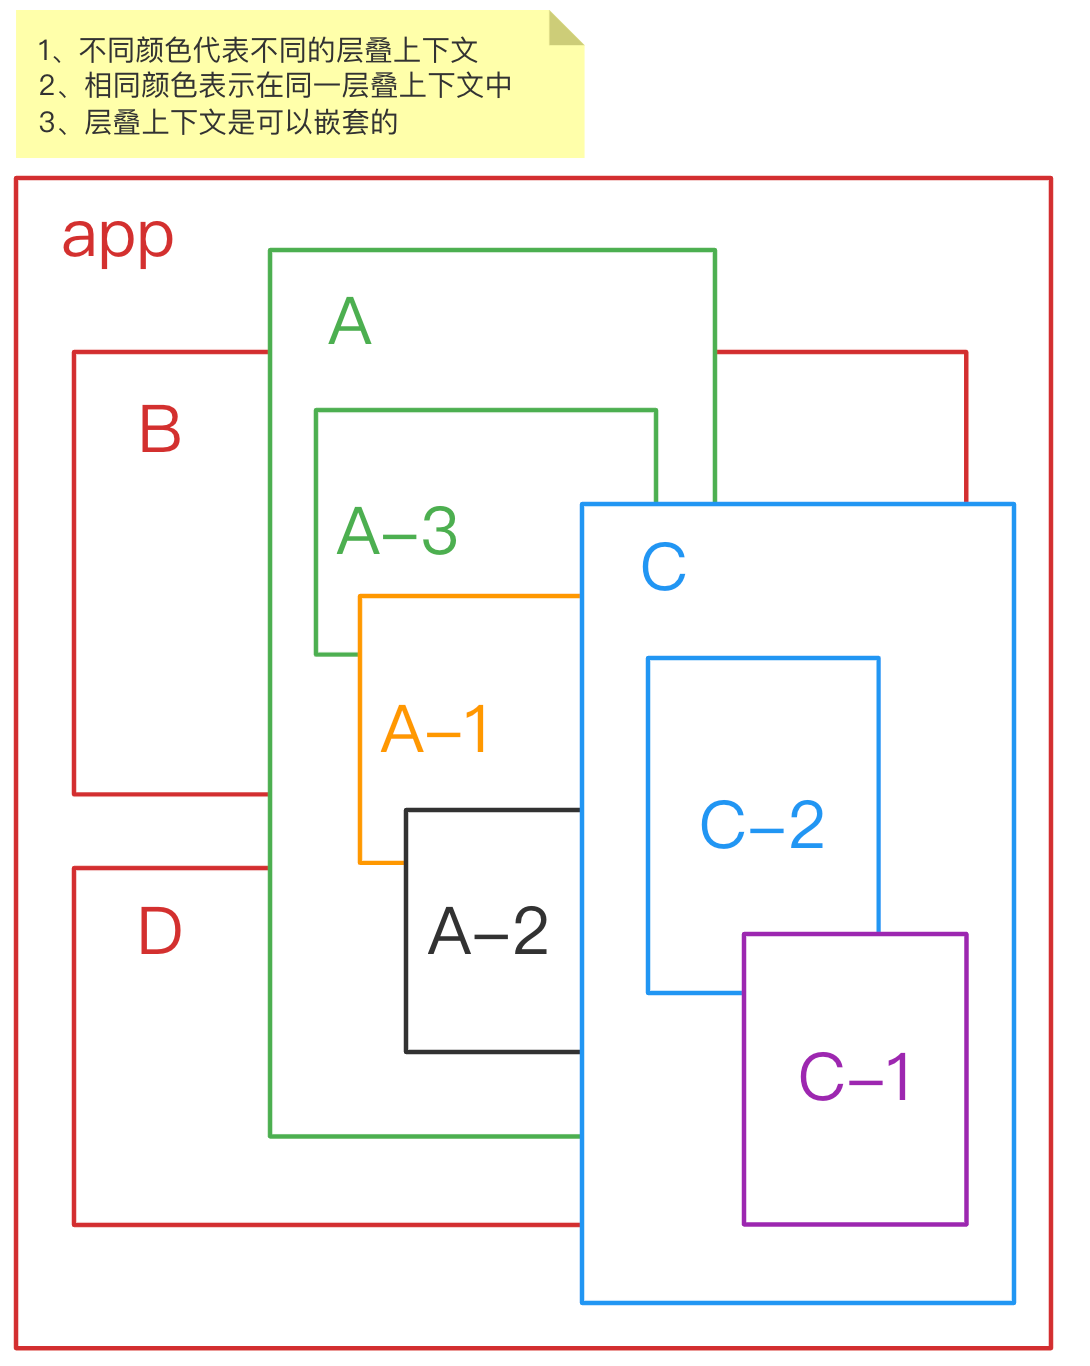 1、不同颜色代表不同的层叠上下文
2、相同颜色表示在同一层叠上下文中
3、层叠上下文是可以嵌套的
app
A
B
A-3
C
A-1
C-2
D
A-2
C-1